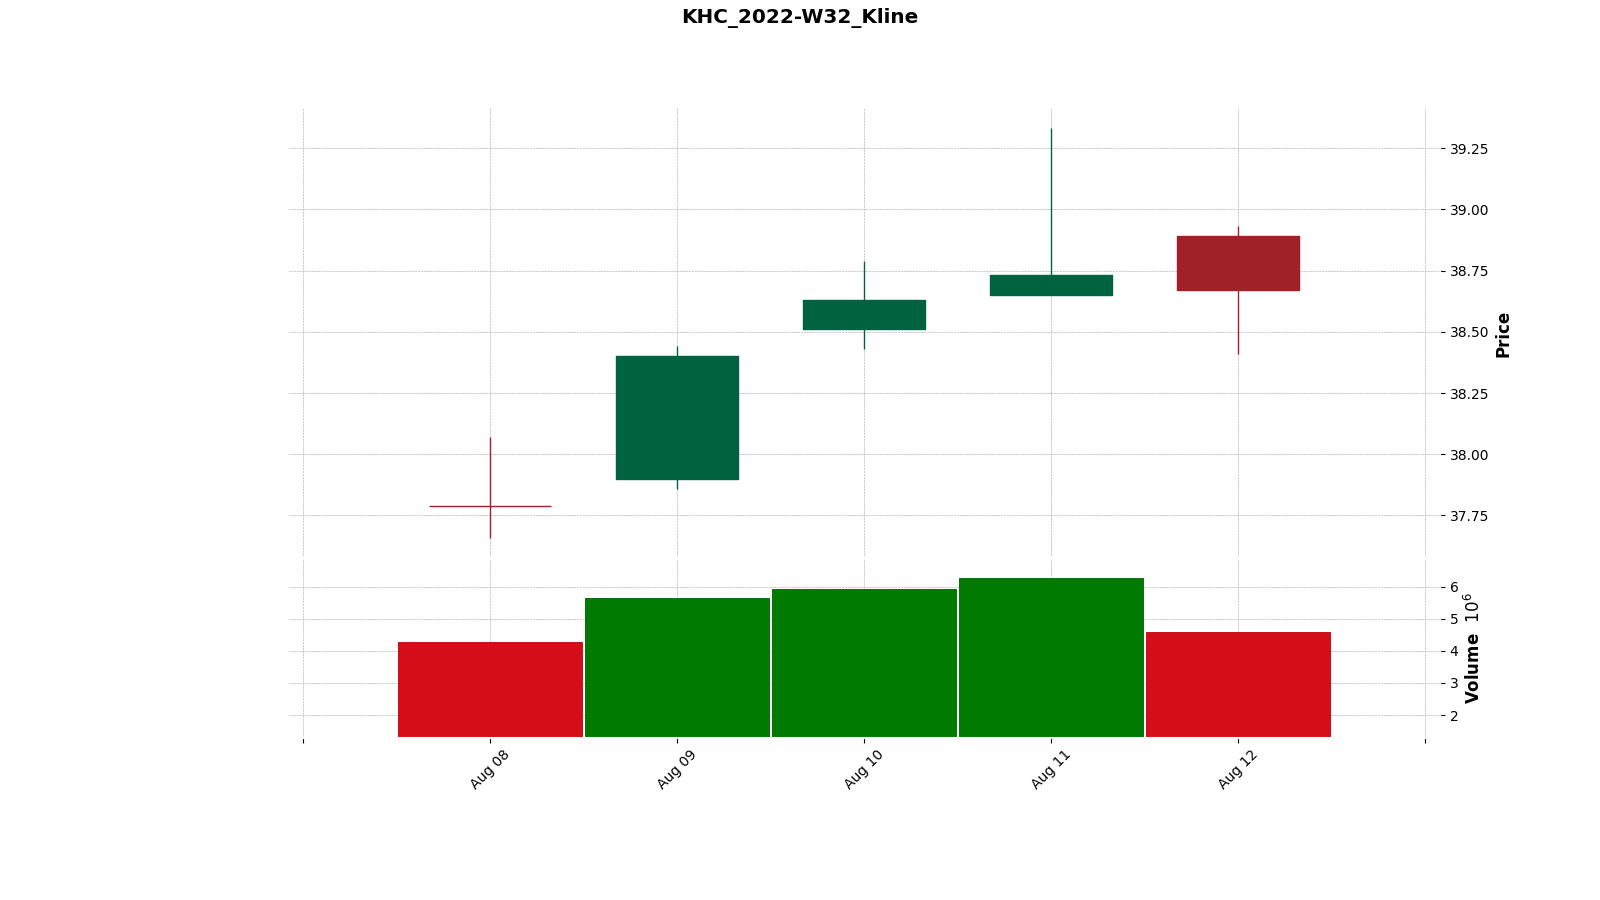 KHC_2022-W32_Kline
39.25
39.00
38.75
38.50
38.25
38.00
37.75
Price
6
5
4
3
2
Volume 10^6
Aug 08
Aug 09
Aug 10
Aug 11
Aug 12